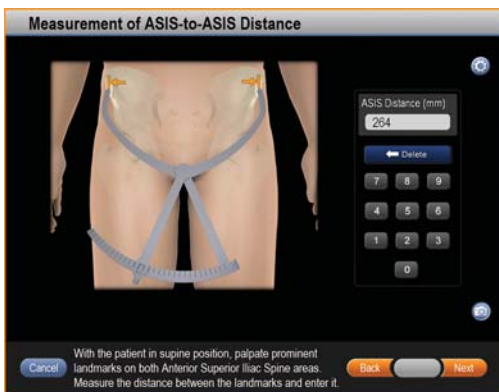 Measurement of ASIS-to-ASIS Distance
ASIS Distance (mm)
264
Delete
7 8 9
4 5 6
1 2 3
0
With the patient in supine position, palpate prominent
landmarks on both Anterior Superior Iliac Spine areas.
Measure the distance between the landmarks and enter it.
Cancel
Back
Next